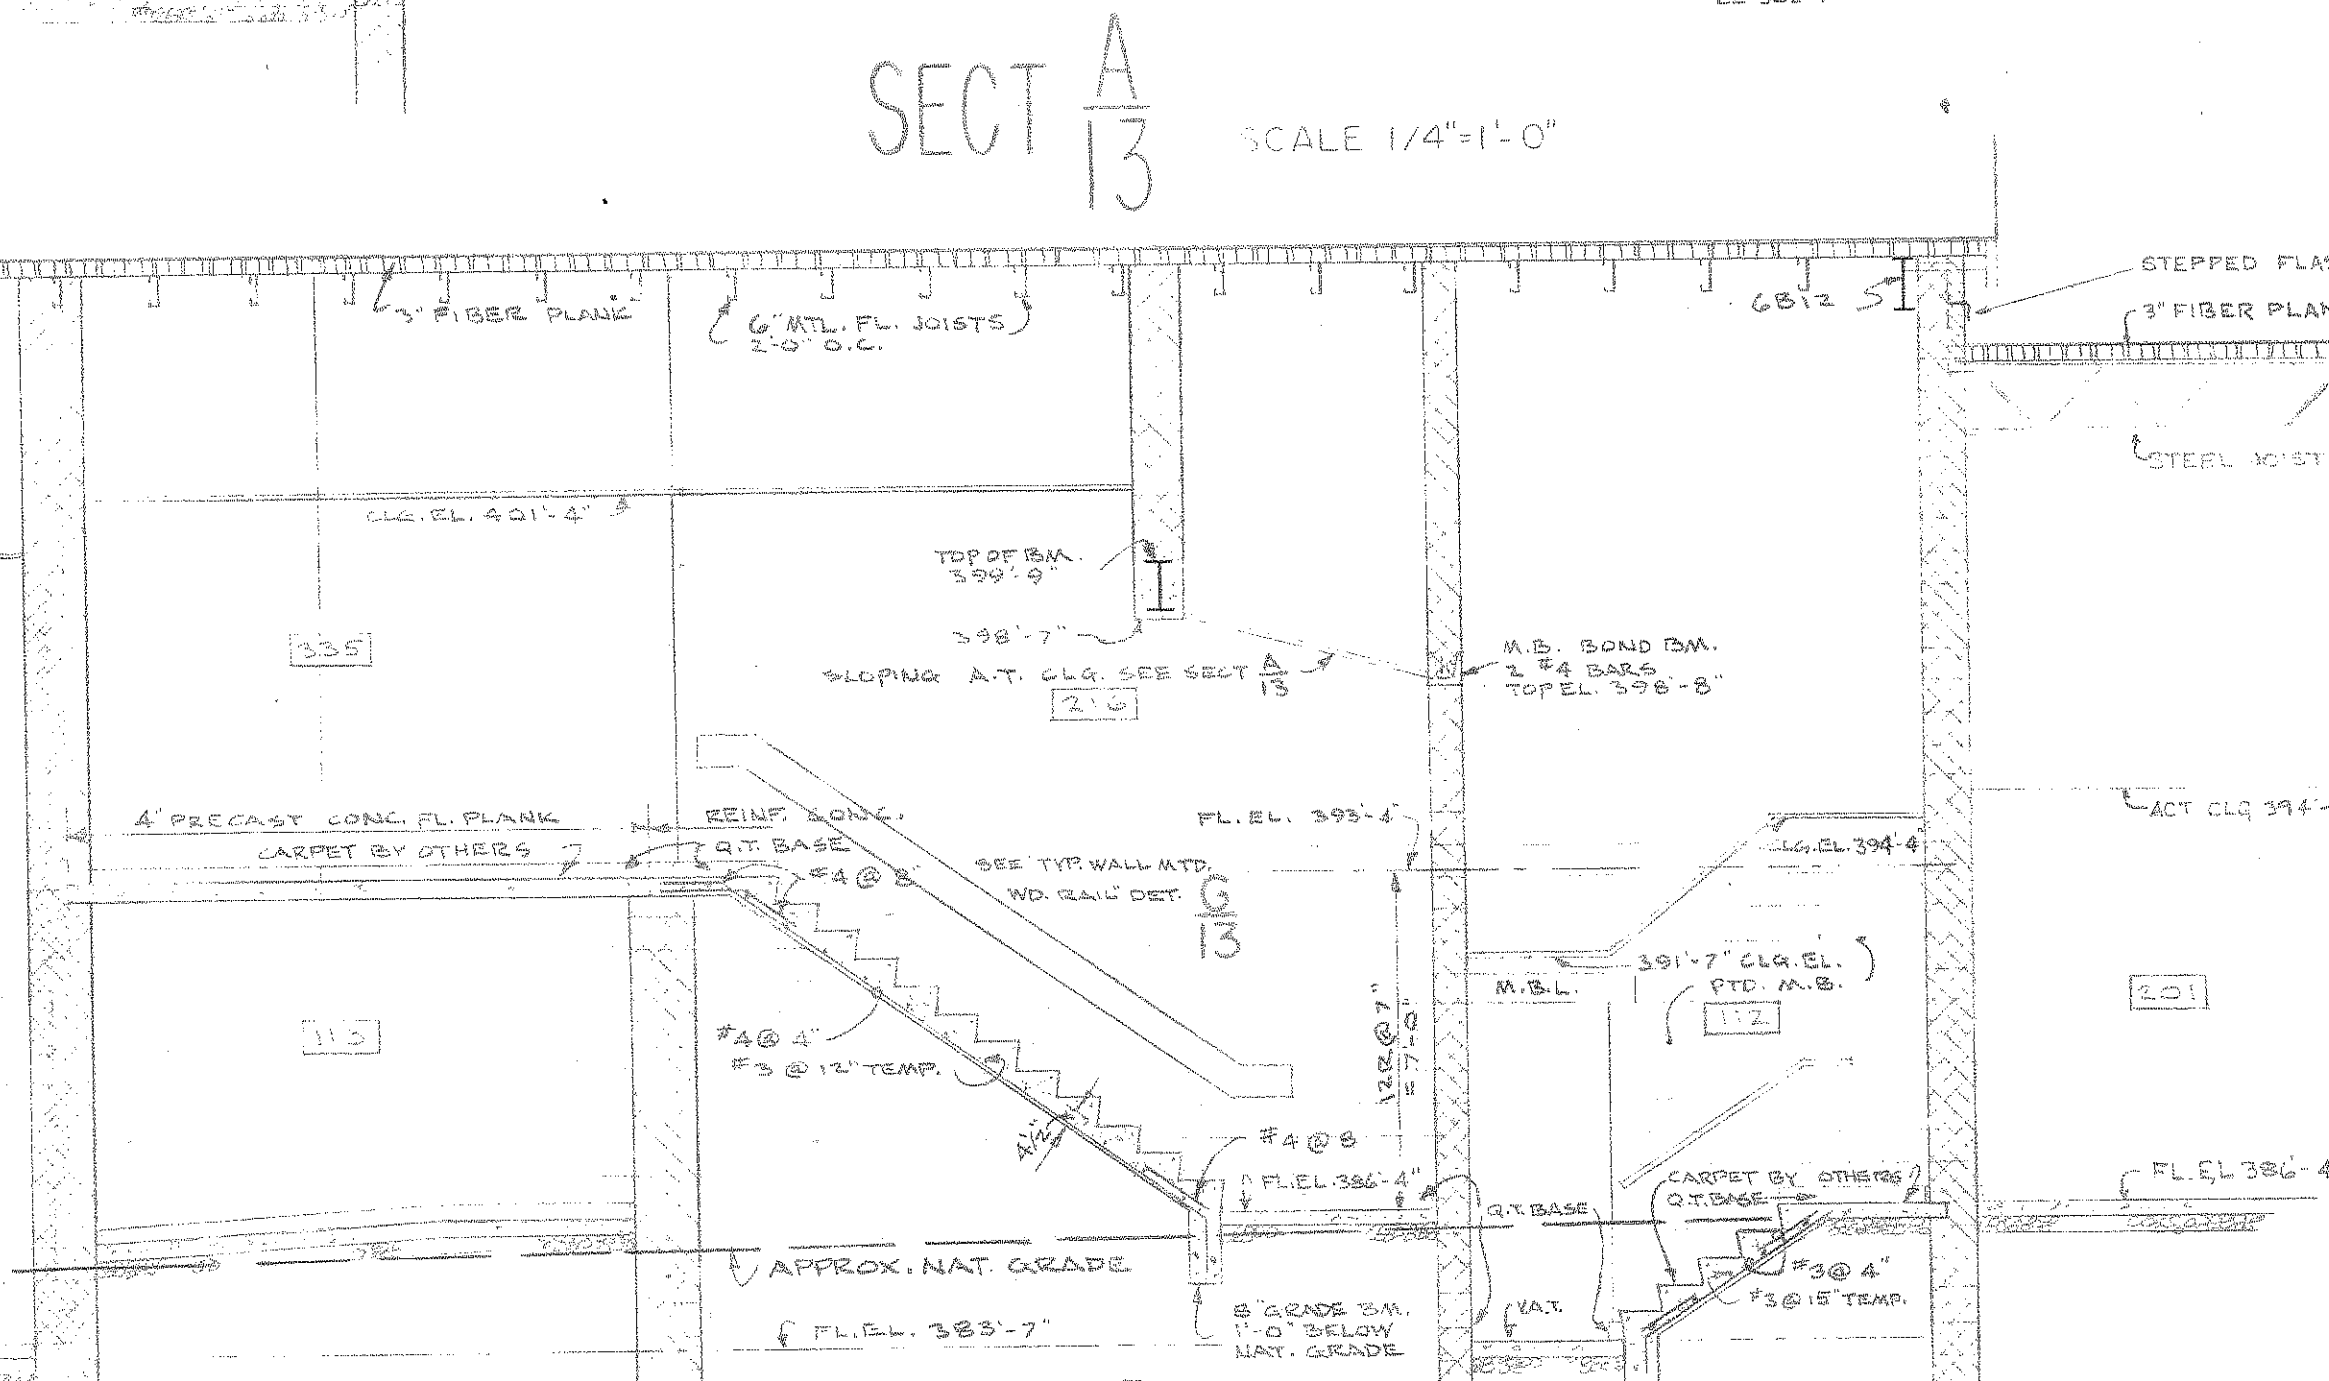 SECT A/13
SCALE 1/4"=1'-0"
3" FIBER PLANK
6" MTL. FL. JOISTS
2'-0" O.C.
6B12
STEPPED FLAS
3" FIBER PLAN
STEEL JOIST
CLG. EL. 401'-4"
TOP OF BM.
399'-9"
335
398'-7"
SLOPING A.T. CLG. SEE SECT A/13
216
M.B. BOND BM.
2 #4 BARS
TOP EL. 398'-8"
4" PRECAST CONC. FL. PLANK
REINF. CONC.
CARPET BY OTHERS
Q.T. BASE
#4 @ 8"
SEE TYP. WALL MTD.
WD. RAIL DET. G/13
FL. EL. 393'-4"
ACT CLG 394'-
CLG. EL. 394'-4
391'-7" CLG. EL.
M.B.L.
PTD. M.B.
112
201
113
#4 @ 4"
#3 @ 12" TEMP.
12R @ 7"
= 7'-0"
4 1/2"
#4 @ 8
FL. EL. 386'-4"
Q.T. BASE
CARPET BY OTHERS
Q.T. BASE
FL. EL 386'-4
APPROX. NAT. GRADE
#3 @ 4"
#3 @ 15" TEMP.
8" GRADE BM.
1'-0" BELOW
NAT. GRADE
V.A.T.
FL. EL. 383'-7"